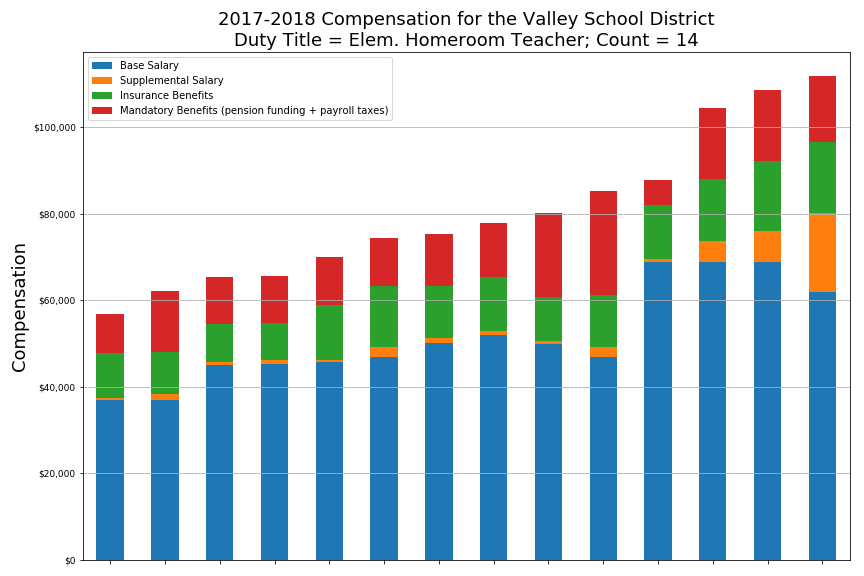 2017-2018 Compensation for the Valley School District
Duty Title = Elem. Homeroom Teacher; Count = 14
Base Salary
Supplemental Salary
Insurance Benefits
Mandatory Benefits (pension funding + payroll taxes)
$100,000
$80,000
$60,000
$40,000
$20,000
$0
Compensation